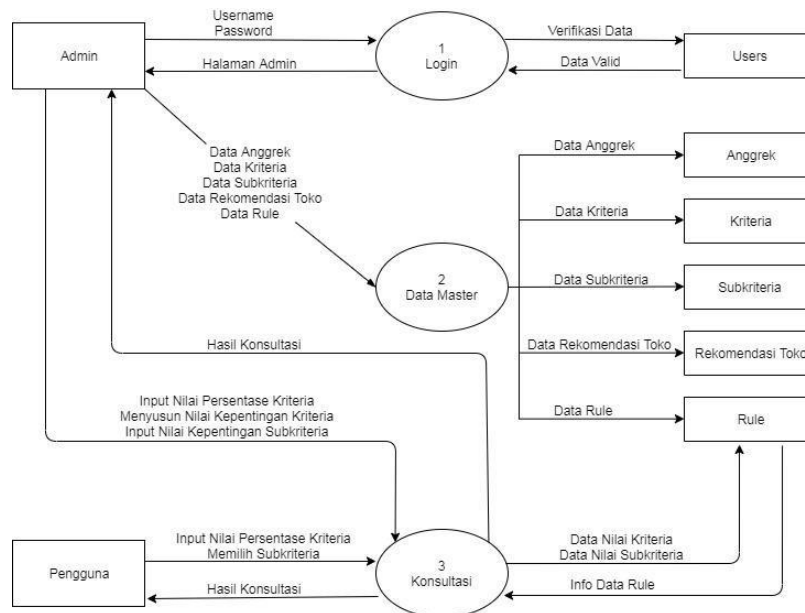 Username
Password
Admin
1
Login
Verifikasi Data
Users
Halaman Admin
Data Valid
Data Anggrek
Data Kriteria
Data Subkriteria
Data Rekomendasi Toko
Data Rule
Data Anggrek
Anggrek
Data Kriteria
Kriteria
2
Data Master
Data Subkriteria
Subkriteria
Hasil Konsultasi
Data Rekomendasi Toko
Rekomendasi Toko
Input Nilai Persentase Kriteria
Menyusun Nilai Kepentingan Kriteria
Input Nilai Kepentingan Subkriteria
Data Rule
Rule
Pengguna
Input Nilai Persentase Kriteria
Memilih Subkriteria
Hasil Konsultasi
3
Konsultasi
Data Nilai Kriteria
Data Nilai Subkriteria
Info Data Rule